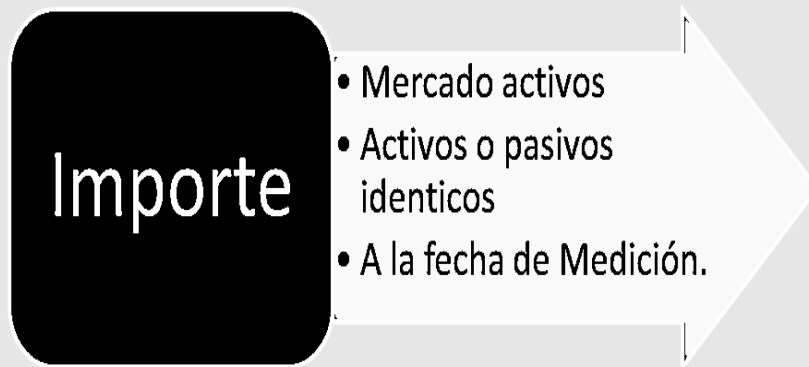 Importe
• Mercado activos
• Activos o pasivos
identicos
• A la fecha de Medición.